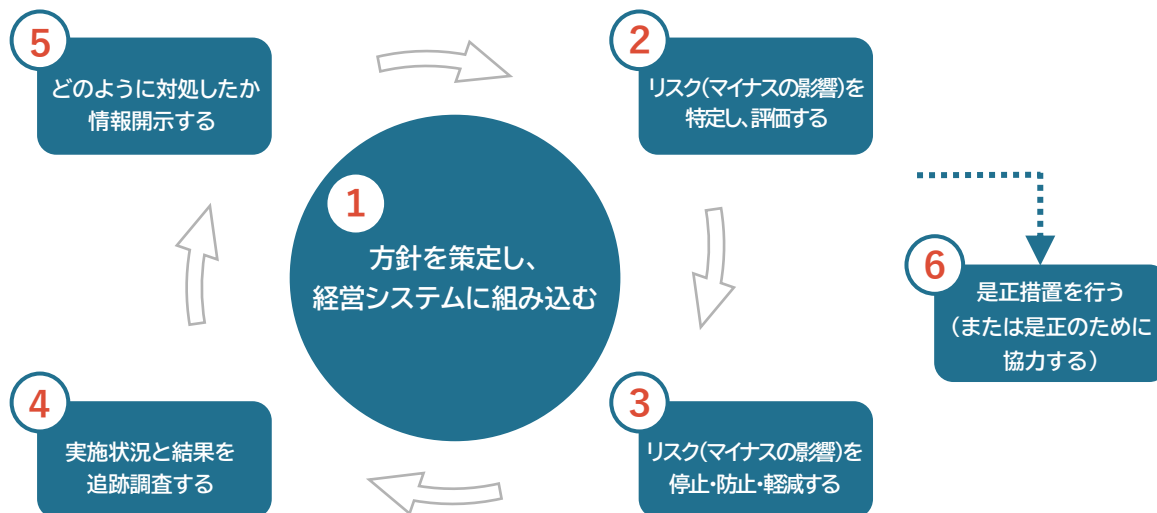 5
どのように対処したか
情報開示する
2
リスク(マイナスの影響)を
特定し、評価する
1
方針を策定し、
経営システムに組み込む
6
是正措置を行う
(または是正のために
協力する)
4
実施状況と結果を
追跡調査する
3
リスク(マイナスの影響)を
停止・防止・軽減する